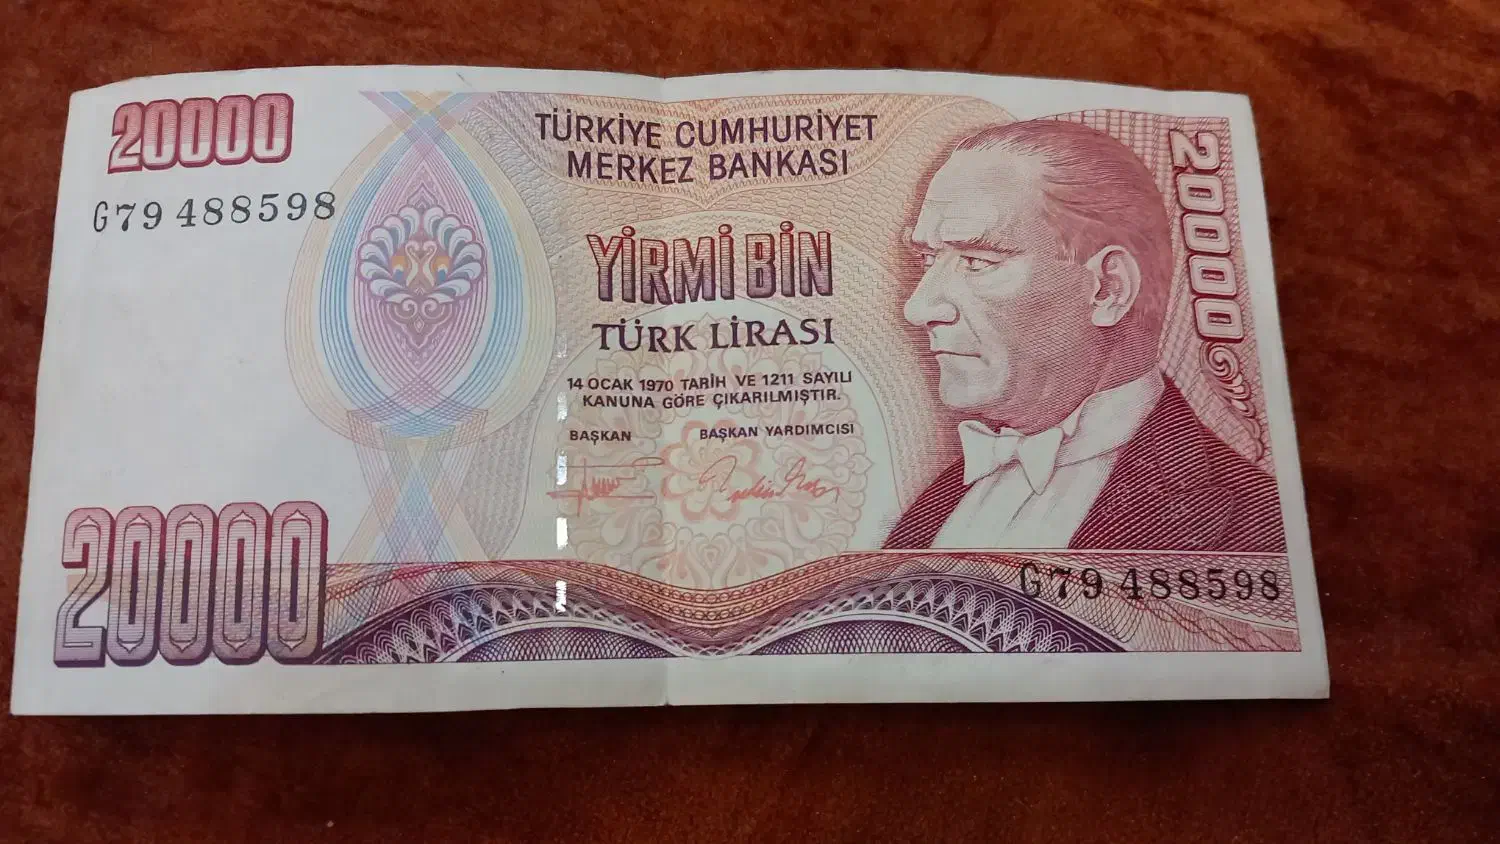 20000
G79 488598
TÜRKİYE CUMHURİYET
MERKEZ BANKASI
20000
YİRMİ BİN
TÜRK LİRASI
14 OCAK 1970 TARİH VE 1211 SAYILI
KANUNA GÖRE ÇIKARILMIŞTIR.
BAŞKAN BAŞKAN YARDIMCISI
20000
G79 488598